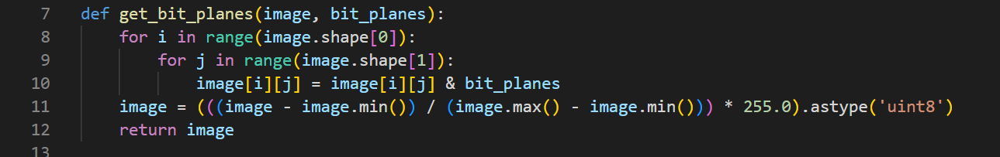 7 def get_bit_planes(image, bit_planes):
8     for i in range(image.shape[0]):
9         for j in range(image.shape[1]):
10             image[i][j] = image[i][j] & bit_planes
11     image = (((image - image.min()) / (image.max() - image.min())) * 255.0).astype('uint8')
12     return image
13